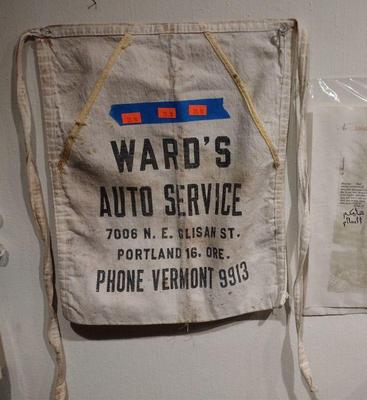 WARD'S
AUTO SERVICE
7006 N. E. GLISAN ST.
PORTLAND 16. ORE.
PHONE VERMONT 9913